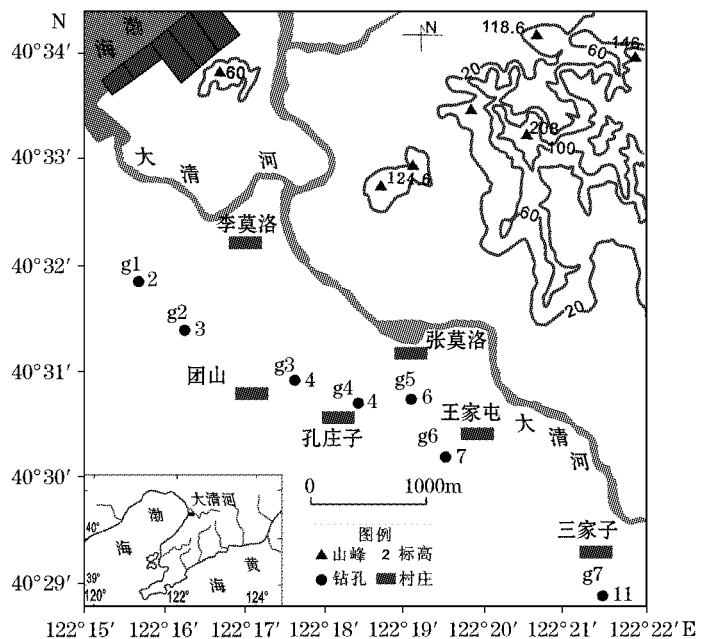 N
40°34′
40°33′
40°32′
40°31′
40°30′
40°29′
渤
海
60
N
118.6
60
146
20
208
100
124.6
60
20
大
清
河
李莫洛
g1
2
g2
3
团山
g3
4
g4
4
孔庄子
张莫洛
g5
6
王家屯
g6
7
大
清
河
0
1000m
三家子
g7
11
图例
山峰
2 标高
钻孔
村庄
大清河
渤
海
黄
海
40°
39°
120°
122°
124°
122°15′
122°16′
122°17′
122°18′
122°19′
122°20′
122°21′
122°22′E